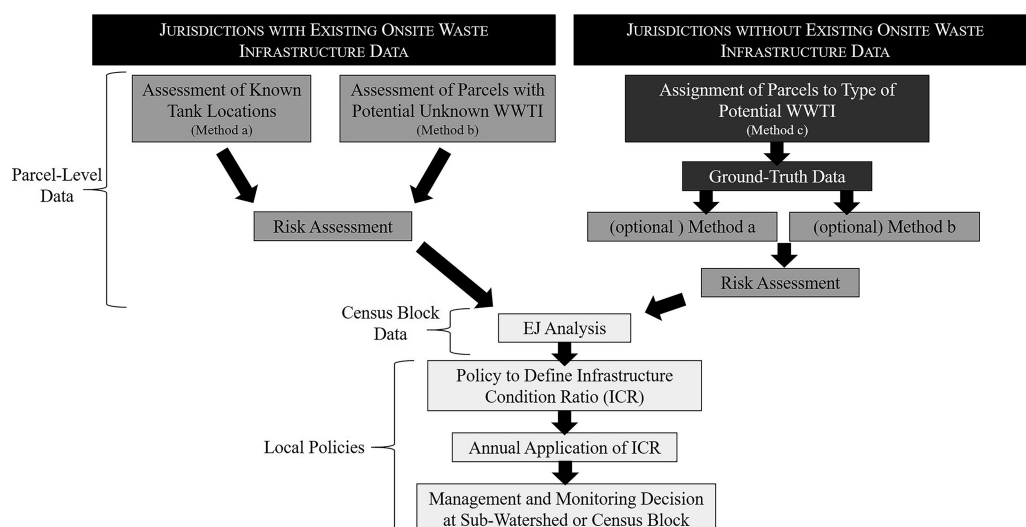 JURISDICTIONS WITH EXISTING ONSITE WASTE
INFRASTRUCTURE DATA
JURISDICTIONS WITHOUT EXISTING ONSITE WASTE
INFRASTRUCTURE DATA
Assessment of Known
Tank Locations
(Method a)
Assessment of Parcels with
Potential Unknown WWTI
(Method b)
Assignment of Parcels to Type of
Potential WWTI
(Method c)
Parcel-Level
Data
Ground-Truth Data
Risk Assessment
(optional ) Method a
(optional) Method b
Risk Assessment
Census Block
Data
EJ Analysis
Policy to Define Infrastructure
Condition Ratio (ICR)
Local Policies
Annual Application of ICR
Management and Monitoring Decision
at Sub-Watershed or Census Block